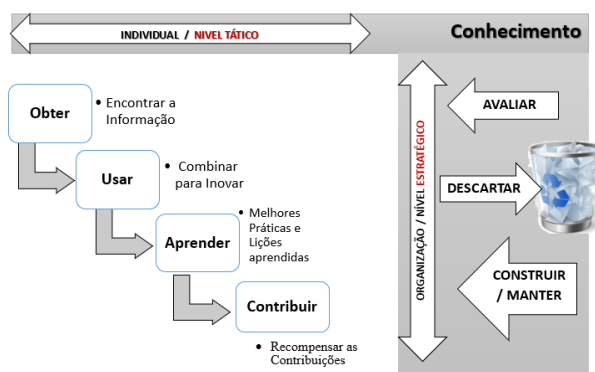 INDIVIDUAL / NIVEL TÁTICO
Conhecimento
Obter
• Encontrar a
Informação
Usar
• Combinar
para Inovar
Aprender
• Melhores
Práticas e
Lições
aprendidas
Contribuir
• Recompensar as
Contribuições
ORGANIZAÇÃO / NÍVEL ESTRATÉGICO
AVALIAR
DESCARTAR
CONSTRUIR
/ MANTER